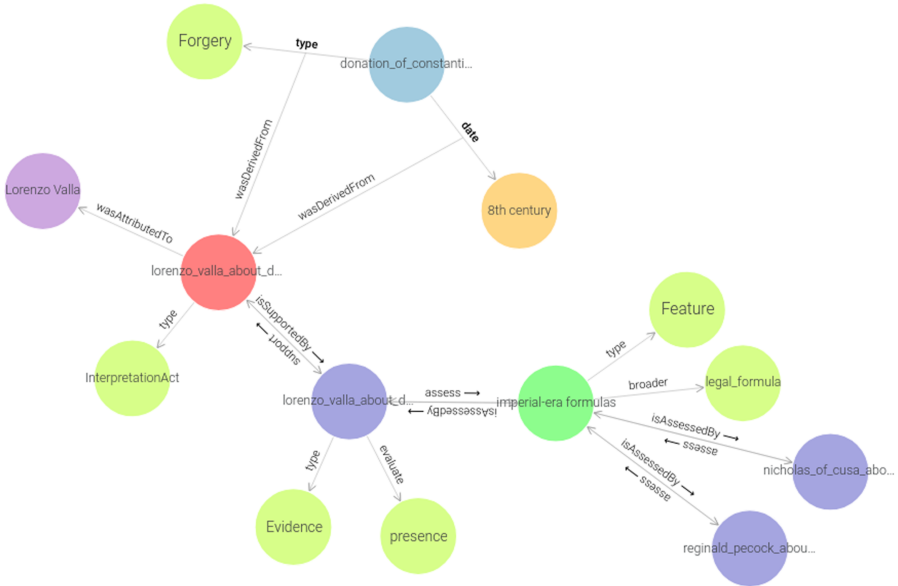 type
Forgery
donation_of_constanti...
date
wasDerivedFrom
wasDerivedFrom
Lorenzo Valla
8th century
wasAttributedTo
lorenzo_valla_about_d...
type
isSupportedBy ⟶
support ⟶
Feature
type
InterpretationAct
broader
legal_formula
assess ⟶
lorenzo_valla_about_d...
imperial-era formulas
isAssessedBy ⟶
isAssessedBy ⟶
assess ⟶
isAssessedBy ⟶
assess ⟶
type
evaluate
nicholas_of_cusa_abo...
Evidence
presence
reginald_pecock_abou...